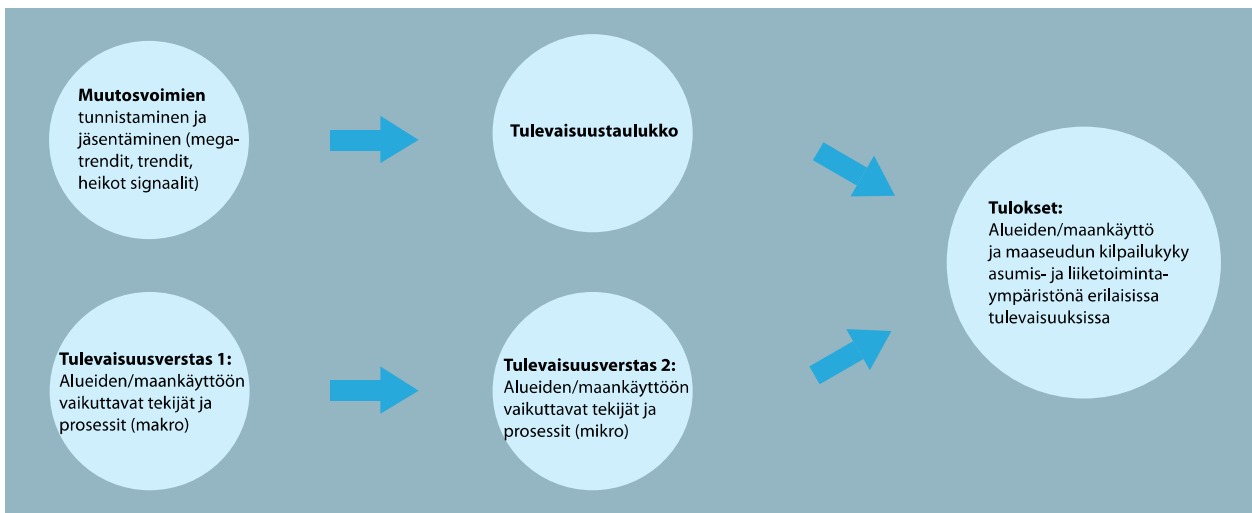 Muutosvoimien
tunnistaminen ja
jäsentäminen (mega-
trendit, trendit,
heikot signaalit)
Tulevaisuustaulukko
Tulevaisuusverstas 1:
Alueiden/maankäyttöön
vaikuttavat tekijät ja
prosessit (makro)
Tulevaisuusverstas 2:
Alueiden/maankäyttöön
vaikuttavat tekijät ja
prosessit (mikro)
Tulokset:
Alueiden/maankäyttö
ja maaseudun kilpailukyky
asumis- ja liiketoiminta-
ympäristönä erilaisissa
tulevaisuuksissa